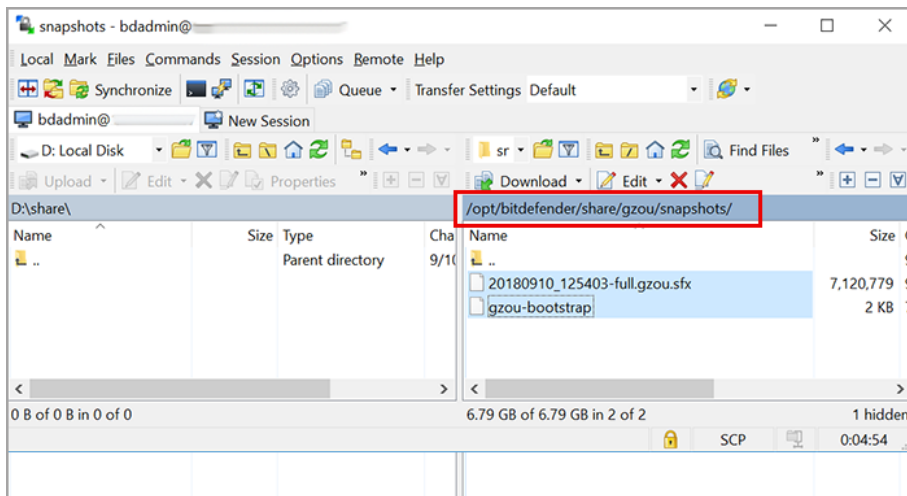 snapshots - bdadmin@
Local Mark Files Commands Session Options Remote Help
Synchronize Queue Transfer Settings Default
bdadmin@ New Session
D: Local Disk sr Find Files »
Upload Edit Properties » Download Edit »
D:\share\ /opt/bitdefender/share/gzou/snapshots/
Name Size Type Cha Name Size
.. Parent directory 9/10 ..
20180910_125403-full.gzou.sfx 7,120,779
gzou-bootstrap 2 KB
0 B of 0 B in 0 of 0 6.79 GB of 6.79 GB in 2 of 2 1 hidden
SCP 0:04:54